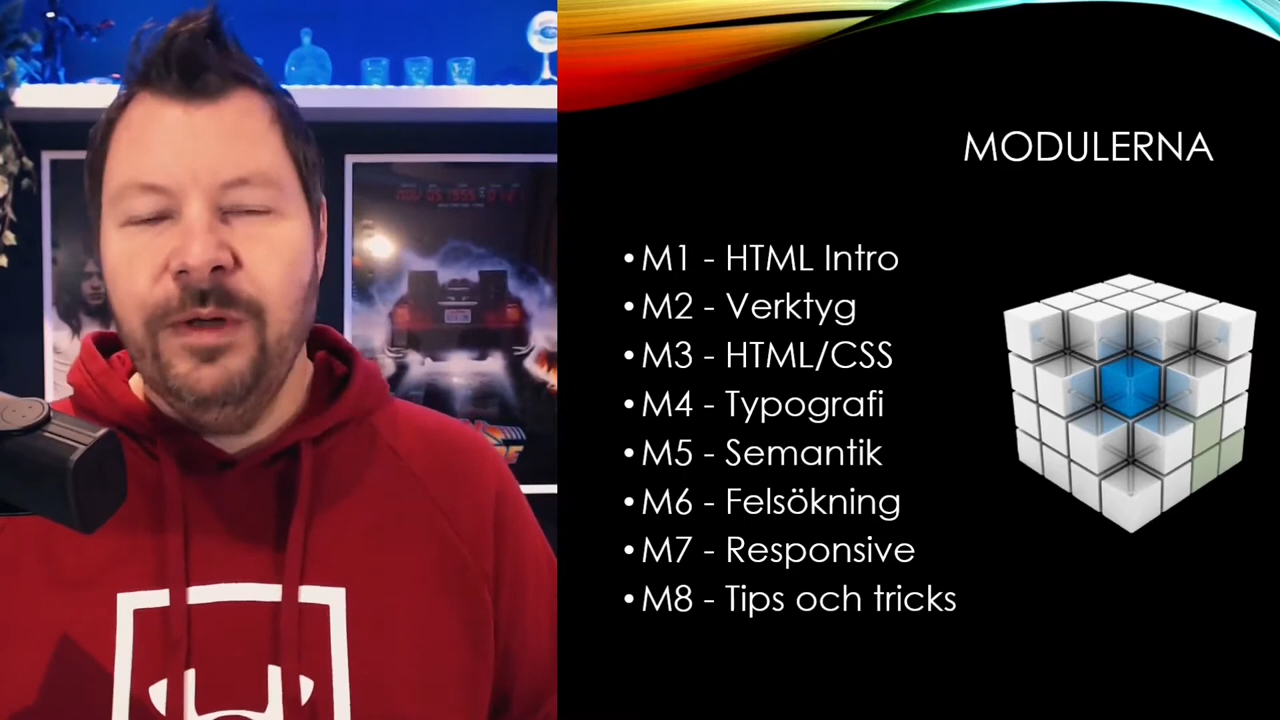 MODULERNA
• M1 - HTML Intro
• M2 - Verktyg
• M3 - HTML/CSS
• M4 - Typografi
• M5 - Semantik
• M6 - Felsökning
• M7 - Responsive
• M8 - Tips och tricks